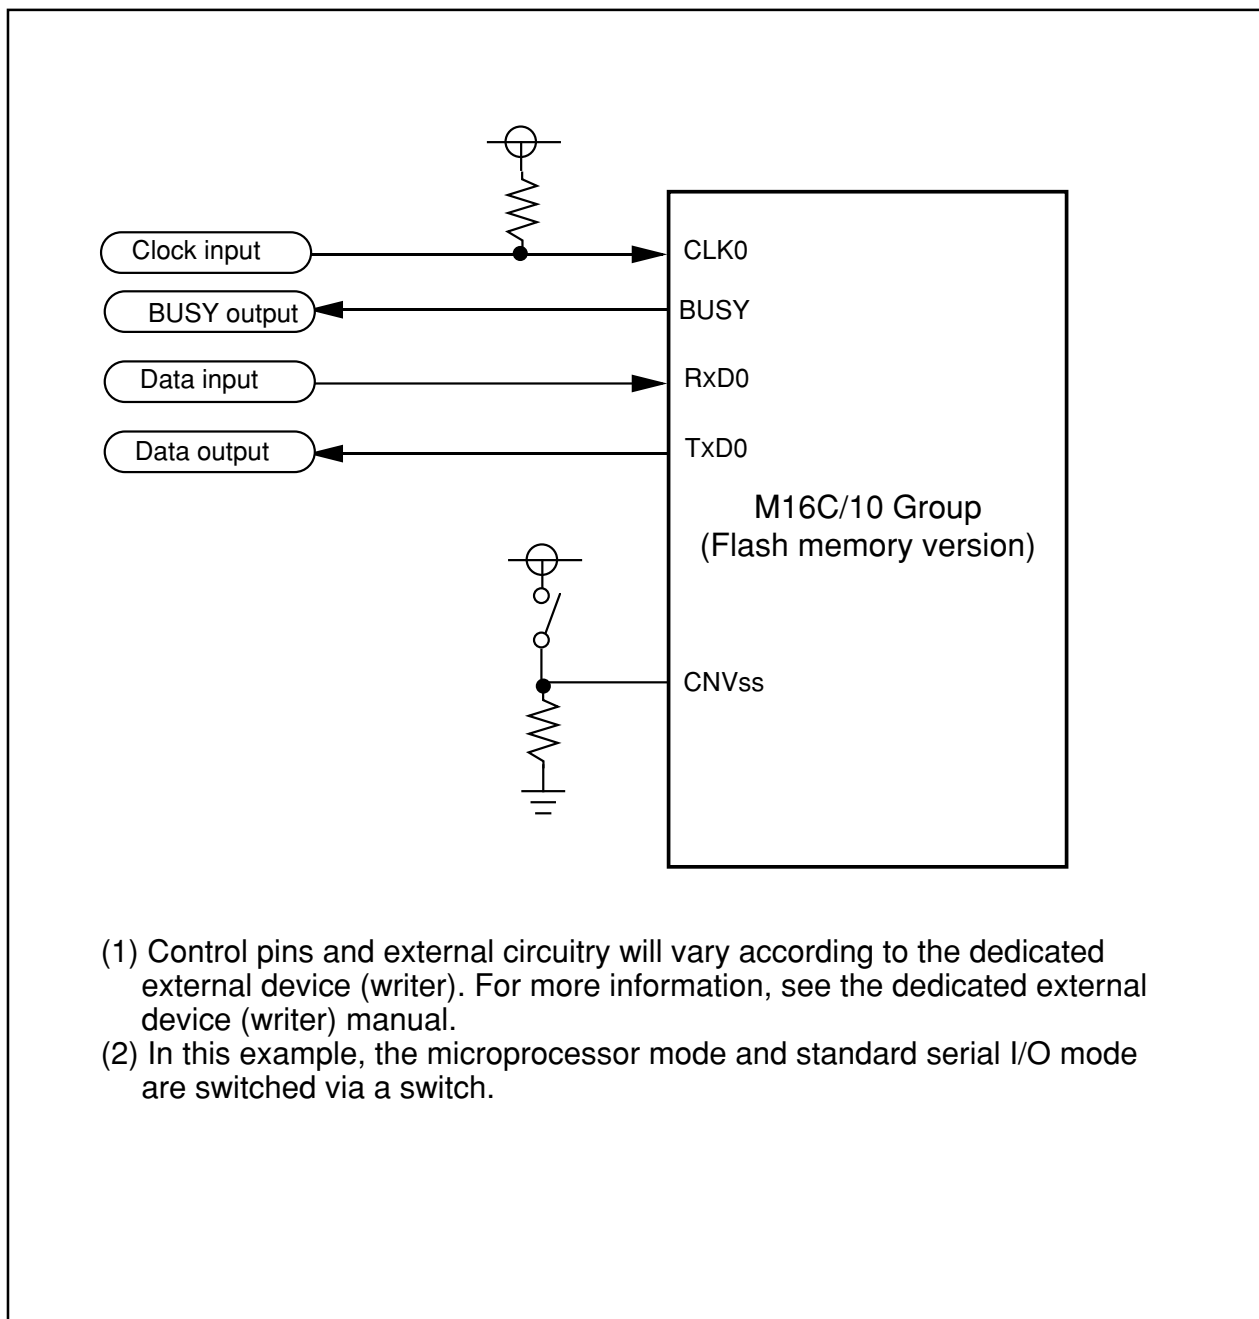 Clock input
CLK0
BUSY output
BUSY
Data input
RxD0
Data output
TxD0
M16C/10 Group
(Flash memory version)
CNVss
(1) Control pins and external circuitry will vary according to the dedicated
external device (writer). For more information, see the dedicated external
device (writer) manual.
(2) In this example, the microprocessor mode and standard serial I/O mode
are switched via a switch.